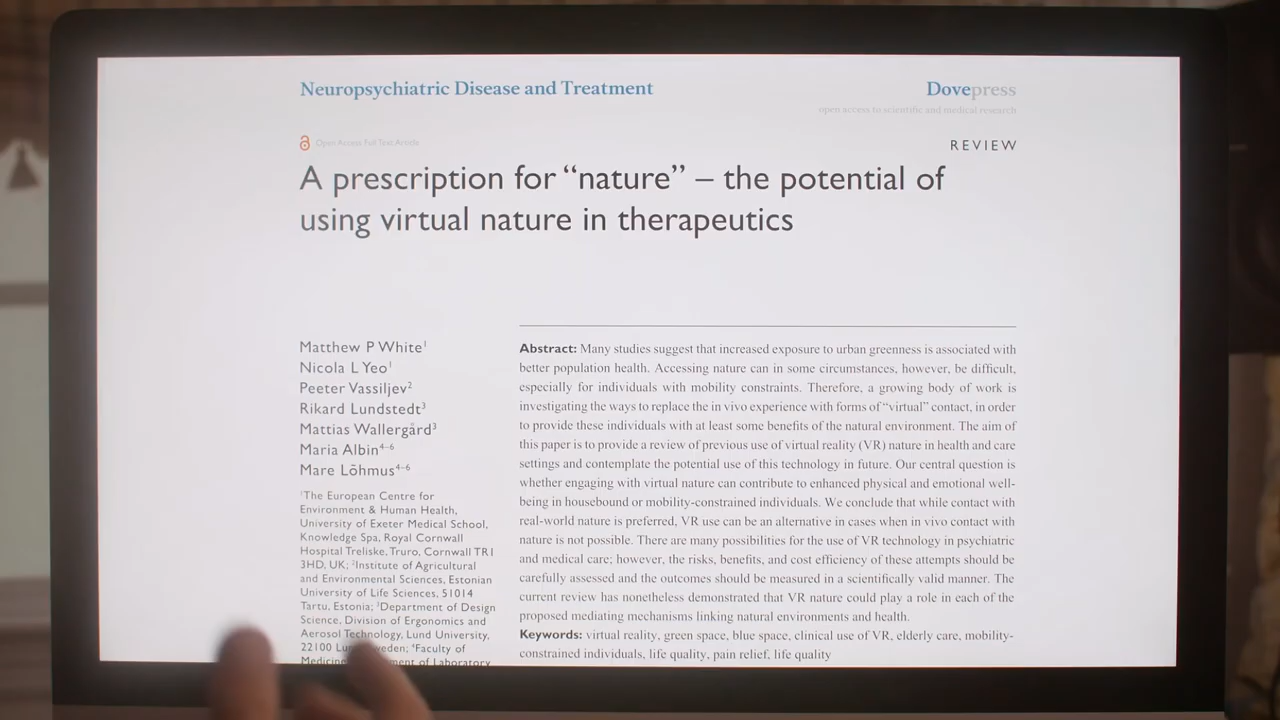 Neuropsychiatric Disease and Treatment
Dovepress
open access to scientific and medical research
Open Access Full Text Article
REVIEW
A prescription for “nature” – the potential of
using virtual nature in therapeutics
Matthew P White¹
Nicola L Yeo¹
Peeter Vassiljev²
Rikard Lundstedt³
Mattias Wallergård³
Maria Albin⁴⁻⁶
Mare Lõhmus⁴⁻⁶
¹The European Centre for
Environment & Human Health,
University of Exeter Medical School,
Knowledge Spa, Royal Cornwall
Hospital Treliske, Truro, Cornwall TR1
3HD, UK; ²Institute of Agricultural
and Environmental Sciences, Estonian
University of Life Sciences, 51014
Tartu, Estonia; ³Department of Design
Science, Division of Ergonomics and
Aerosol Technology, Lund University,
22100 Lund, Sweden; ⁴Faculty of
Medicine, Department of Laboratory
Abstract: Many studies suggest that increased exposure to urban greenness is associated with
better population health. Accessing nature can in some circumstances, however, be difficult,
especially for individuals with mobility constraints. Therefore, a growing body of work is
investigating the ways to replace the in vivo experience with forms of “virtual” contact, in order
to provide these individuals with at least some benefits of the natural environment. The aim of
this paper is to provide a review of previous use of virtual reality (VR) nature in health and care
settings and contemplate the potential use of this technology in future. Our central question is
whether engaging with virtual nature can contribute to enhanced physical and emotional well-
being in housebound or mobility-constrained individuals. We conclude that while contact with
real-world nature is preferred, VR use can be an alternative in cases when in vivo contact with
nature is not possible. There are many possibilities for the use of VR technology in psychiatric
and medical care; however, the risks, benefits, and cost efficiency of these attempts should be
carefully assessed and the outcomes should be measured in a scientifically valid manner. The
current review has nonetheless demonstrated that VR nature could play a role in each of the
proposed mediating mechanisms linking natural environments and health.
Keywords: virtual reality, green space, blue space, clinical use of VR, elderly care, mobility-
constrained individuals, life quality, pain relief, life quality